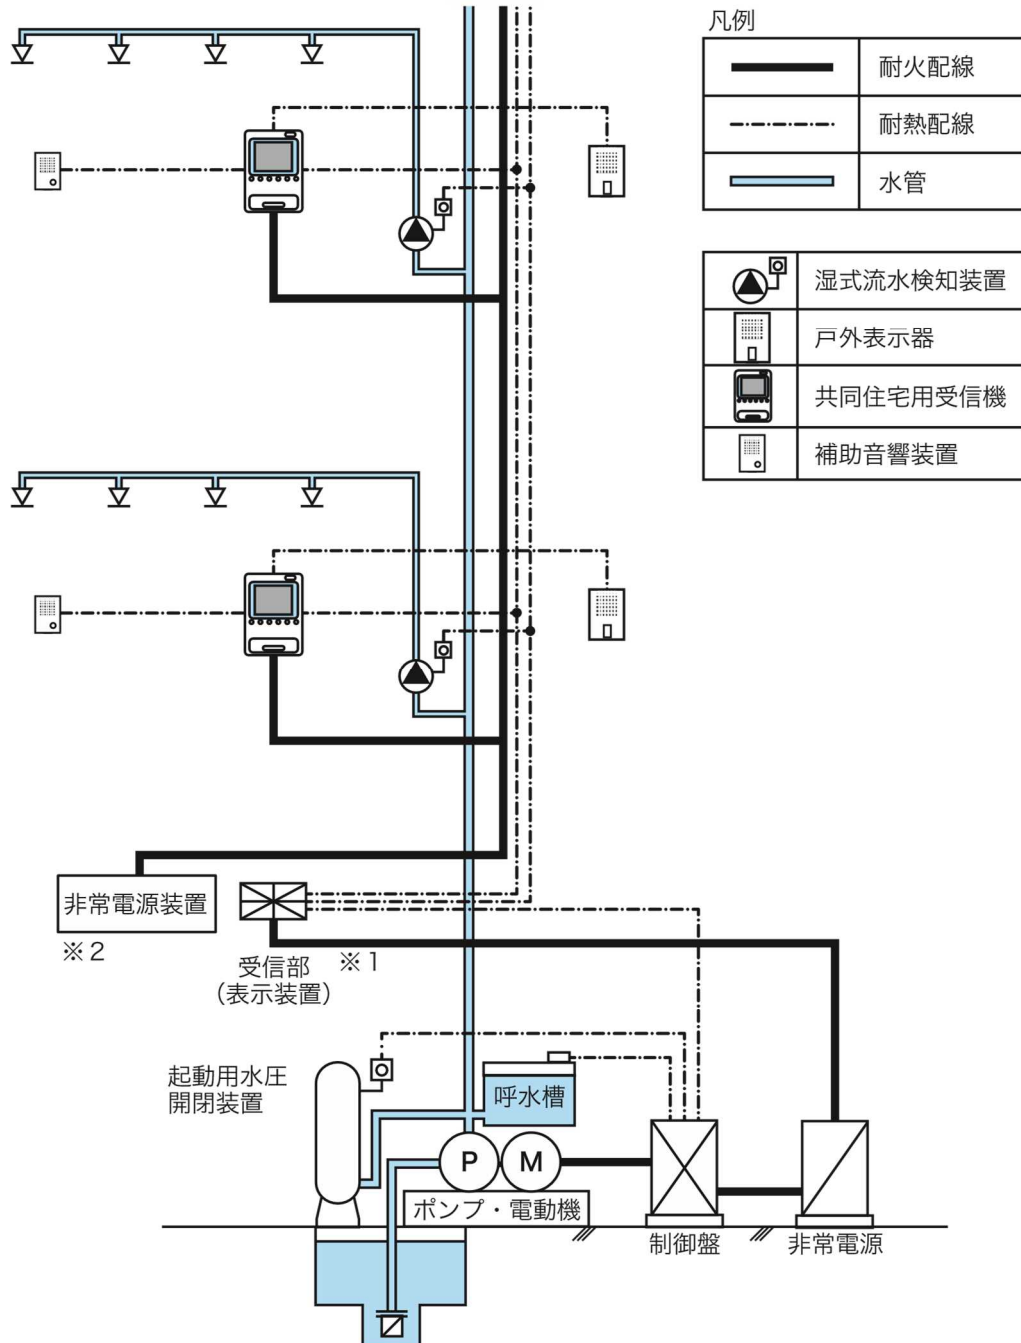 凡例
耐火配線
耐熱配線
水管
湿式流水検知装置
戸外表示器
共同住宅用受信機
補助音響装置
非常電源装置
※2
受信部
(表示装置)
※1
起動用水圧
開閉装置
呼水槽
P
M
ポンプ・電動機
制御盤
非常電源